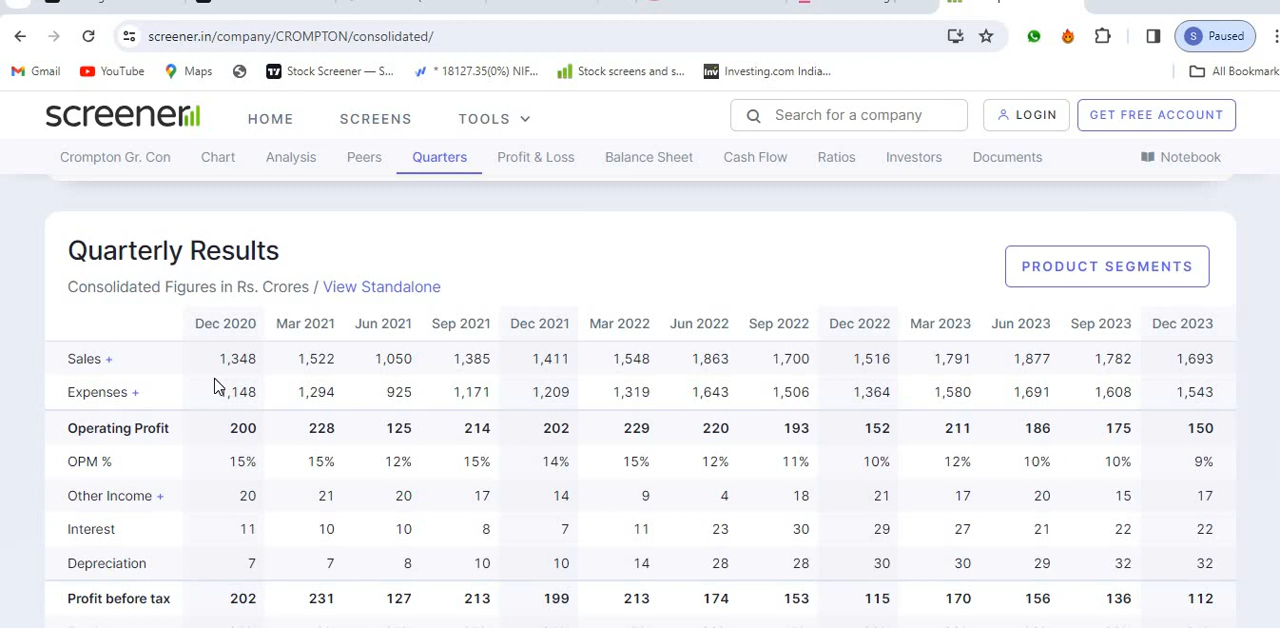 screener.in/company/CROMPTON/consolidated/
S Paused
Gmail YouTube Maps Stock Screener — S... * 18127.35(0%) NIF... Stock screens and s... Inv Investing.com India... All Bookmark
screener HOME SCREENS TOOLS Search for a company LOGIN GET FREE ACCOUNT
Crompton Gr. Con Chart Analysis Peers Quarters Profit & Loss Balance Sheet Cash Flow Ratios Investors Documents Notebook
Quarterly Results
PRODUCT SEGMENTS
Consolidated Figures in Rs. Crores / View Standalone
Dec 2020 Mar 2021 Jun 2021 Sep 2021 Dec 2021 Mar 2022 Jun 2022 Sep 2022 Dec 2022 Mar 2023 Jun 2023 Sep 2023 Dec 2023
Sales + 1,348 1,522 1,050 1,385 1,411 1,548 1,863 1,700 1,516 1,791 1,877 1,782 1,693
Expenses + 1,148 1,294 925 1,171 1,209 1,319 1,643 1,506 1,364 1,580 1,691 1,608 1,543
Operating Profit 200 228 125 214 202 229 220 193 152 211 186 175 150
OPM % 15% 15% 12% 15% 14% 15% 12% 11% 10% 12% 10% 10% 9%
Other Income + 20 21 20 17 14 9 4 18 21 17 20 15 17
Interest 11 10 10 8 7 11 23 30 29 27 21 22 22
Depreciation 7 7 8 10 10 14 28 28 30 30 29 32 32
Profit before tax 202 231 127 213 199 213 174 153 115 170 156 136 112